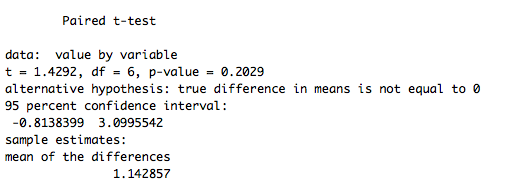 Paired t-test
data:  value by variable
t = 1.4292, df = 6, p-value = 0.2029
alternative hypothesis: true difference in means is not equal to 0
95 percent confidence interval:
 -0.8138399  3.0995542
sample estimates:
mean of the differences
               1.142857